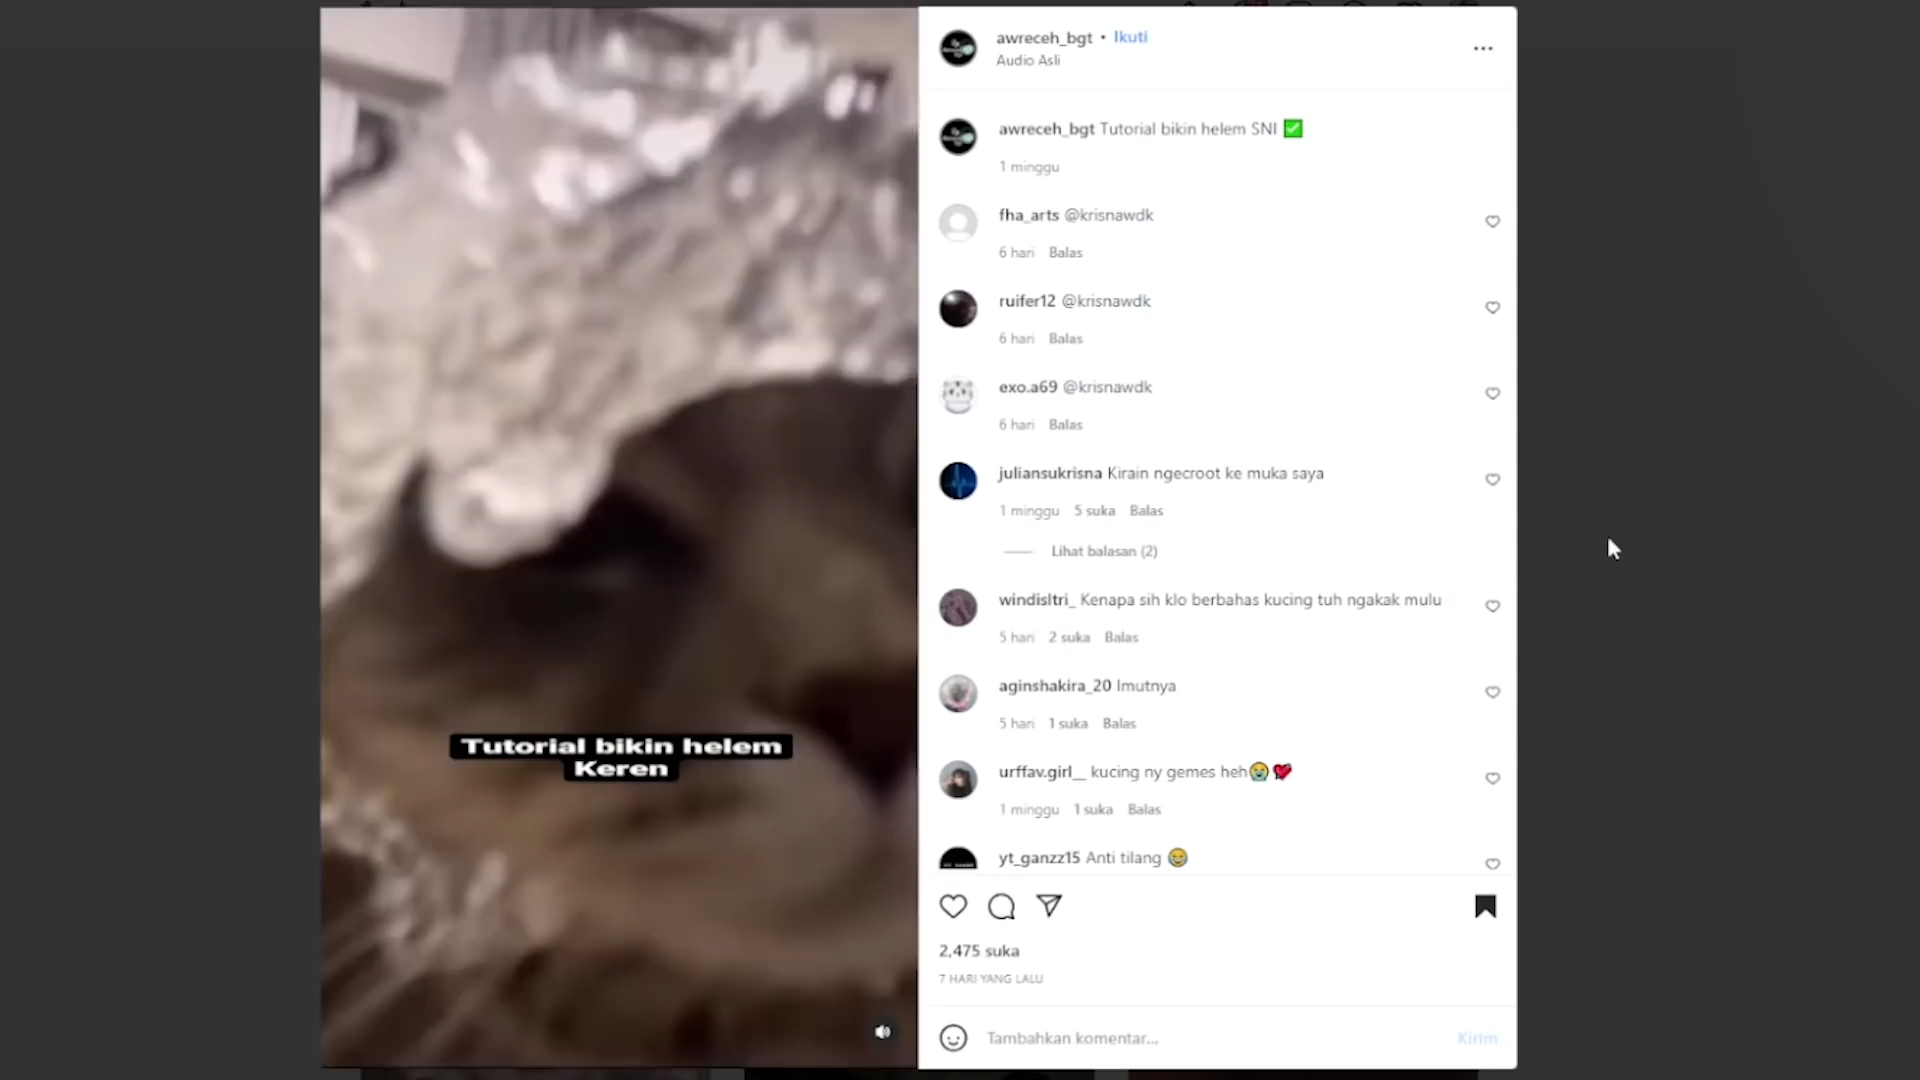 Tutorial bikin helem
Keren
awreceh_bgt • Ikuti
Audio Asli
awreceh_bgt Tutorial bikin helem SNI ✅
1 minggu
fha_arts @krisnawdk
6 hari Balas
ruifer12 @krisnawdk
6 hari Balas
exo.a69 @krisnawdk
6 hari Balas
juliansukrisna Kirain ngecroot ke muka saya
1 minggu 5 suka Balas
Lihat balasan (2)
windisltri_ Kenapa sih klo berbahas kucing tuh ngakak mulu
5 hari 2 suka Balas
aginshakira_20 Imutnya
5 hari 1 suka Balas
urffav.girl__ kucing ny gemes heh😭💘
1 minggu 1 suka Balas
yt_ganzz15 Anti tilang 😂
2,475 suka
7 HARI YANG LALU
Tambahkan komentar...
Kirim